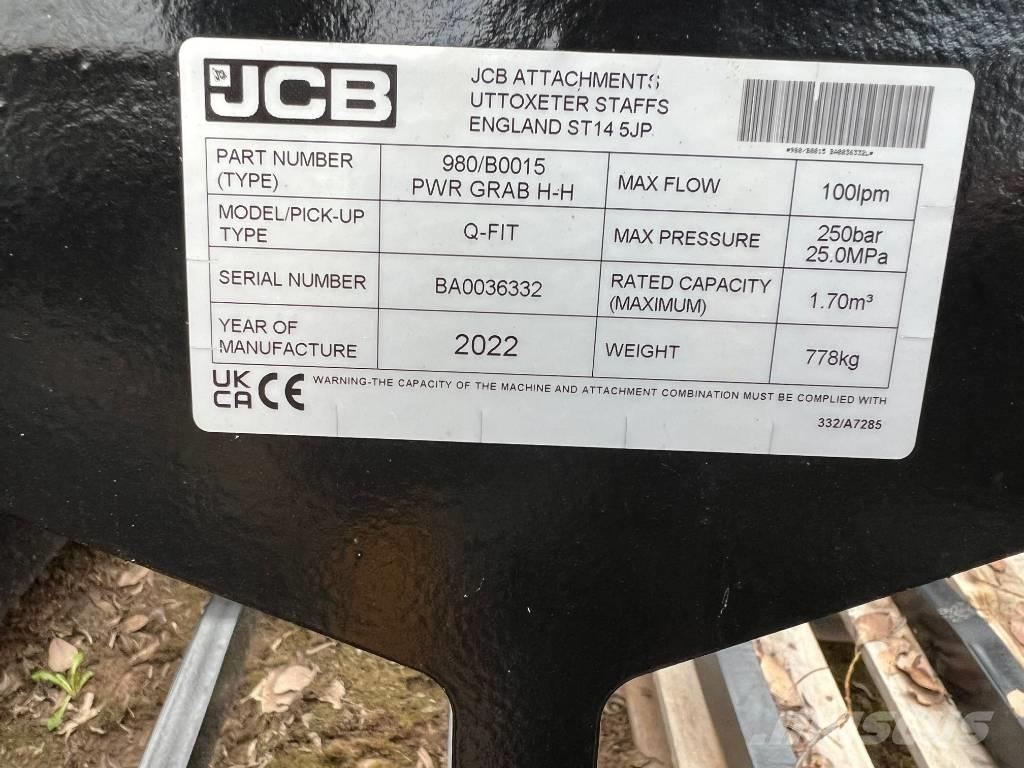 JCB
JCB ATTACHMENTS
UTTOXETER STAFFS
ENGLAND ST14 5JP
*980/B0015 BA0036332L*
PART NUMBER
(TYPE)
980/B0015
PWR GRAB H-H
MAX FLOW
100lpm
MODEL/PICK-UP
TYPE
Q-FIT
MAX PRESSURE
250bar
25.0MPa
SERIAL NUMBER
BA0036332
RATED CAPACITY
(MAXIMUM)
1.70m³
YEAR OF
MANUFACTURE
2022
WEIGHT
778kg
UK
CA
CE
WARNING-THE CAPACITY OF THE MACHINE AND ATTACHMENT COMBINATION MUST BE COMPLIED WITH
332/A7285